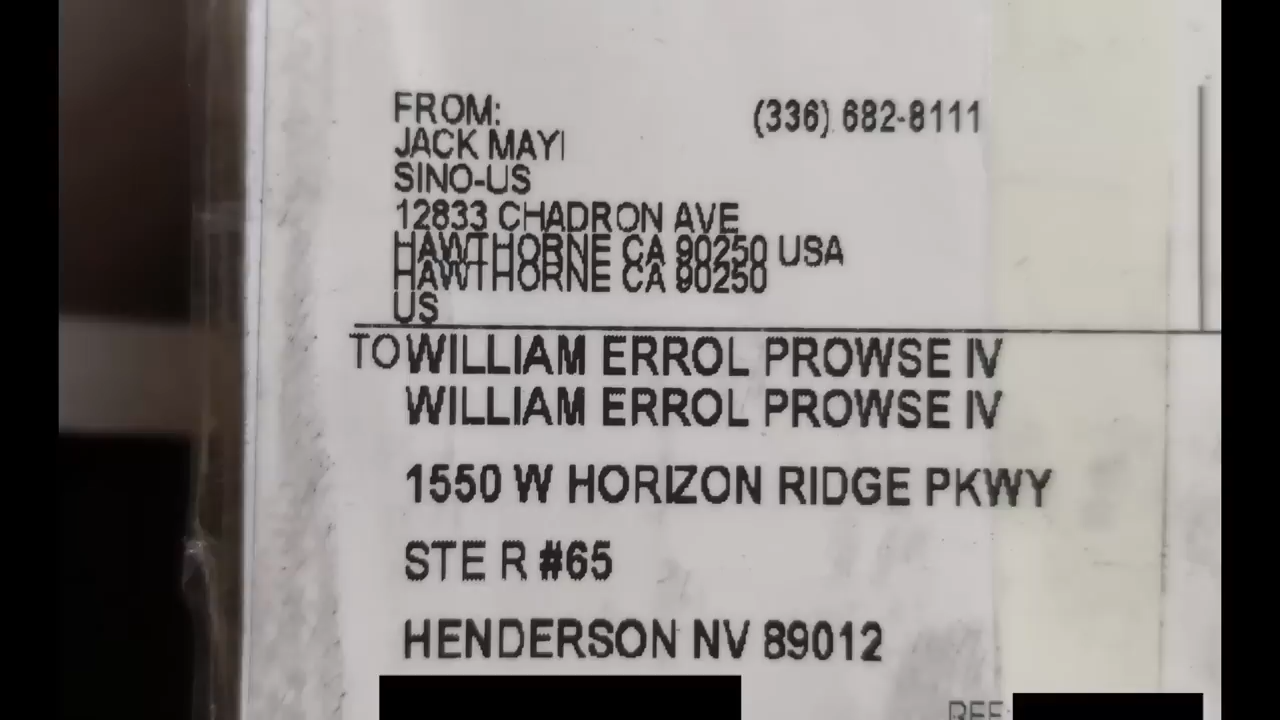 FROM: (336) 682-8111
JACK MAYI
SINO-US
12833 CHADRON AVE
HAWTHORNE CA 90250 USA
HAWTHORNE CA 90250
US
TO WILLIAM ERROL PROWSE IV
WILLIAM ERROL PROWSE IV
1550 W HORIZON RIDGE PKWY
STE R #65
HENDERSON NV 89012
REF: